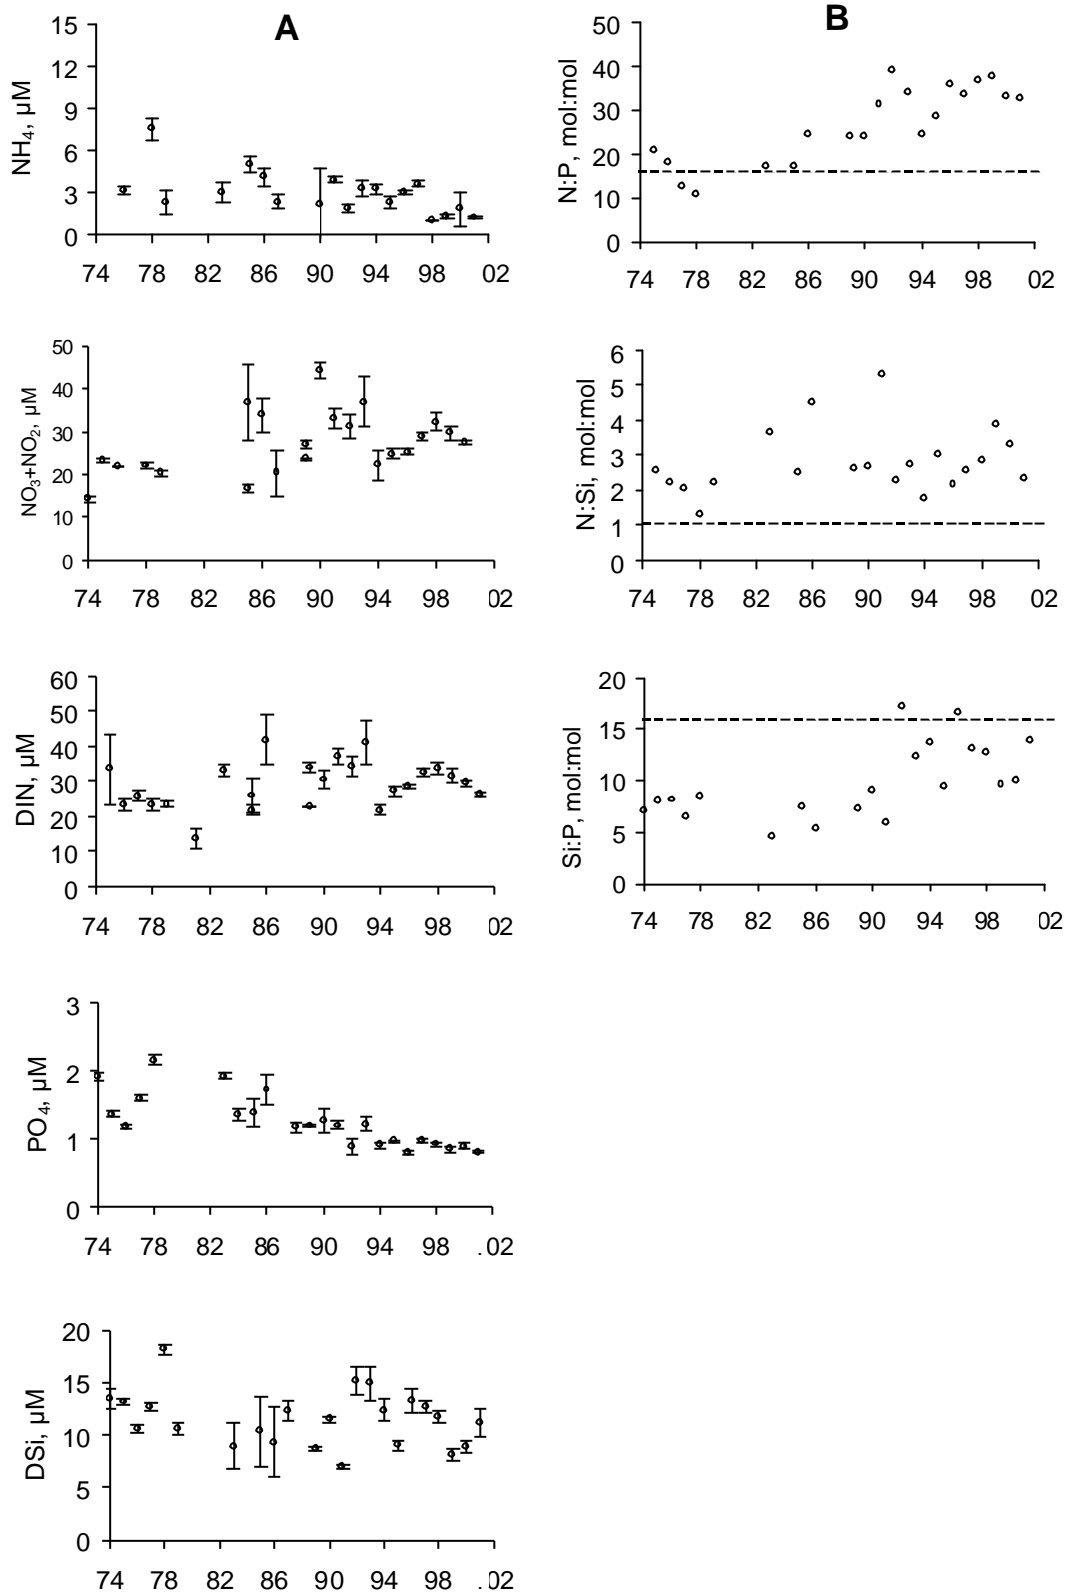 A
NH₄, µM
15
12
9
6
3
0
74 78 82 86 90 94 98 02
NO₃+NO₂, µM
50
40
30
20
10
0
74 78 82 86 90 94 98 .02
DIN, µM
60
50
40
30
20
10
0
74 78 82 86 90 94 98 .02
PO₄, µM
3
2
1
0
74 78 82 86 90 94 98 .02
DSi, µM
20
15
10
5
0
74 78 82 86 90 94 98 .02
B
N:P, mol:mol
50
40
30
20
10
0
74 78 82 86 90 94 98 02
N:Si, mol:mol
6
5
4
3
2
1
0
74 78 82 86 90 94 98 02
Si:P, mol:mol
20
15
10
5
0
74 78 82 86 90 94 98 .02